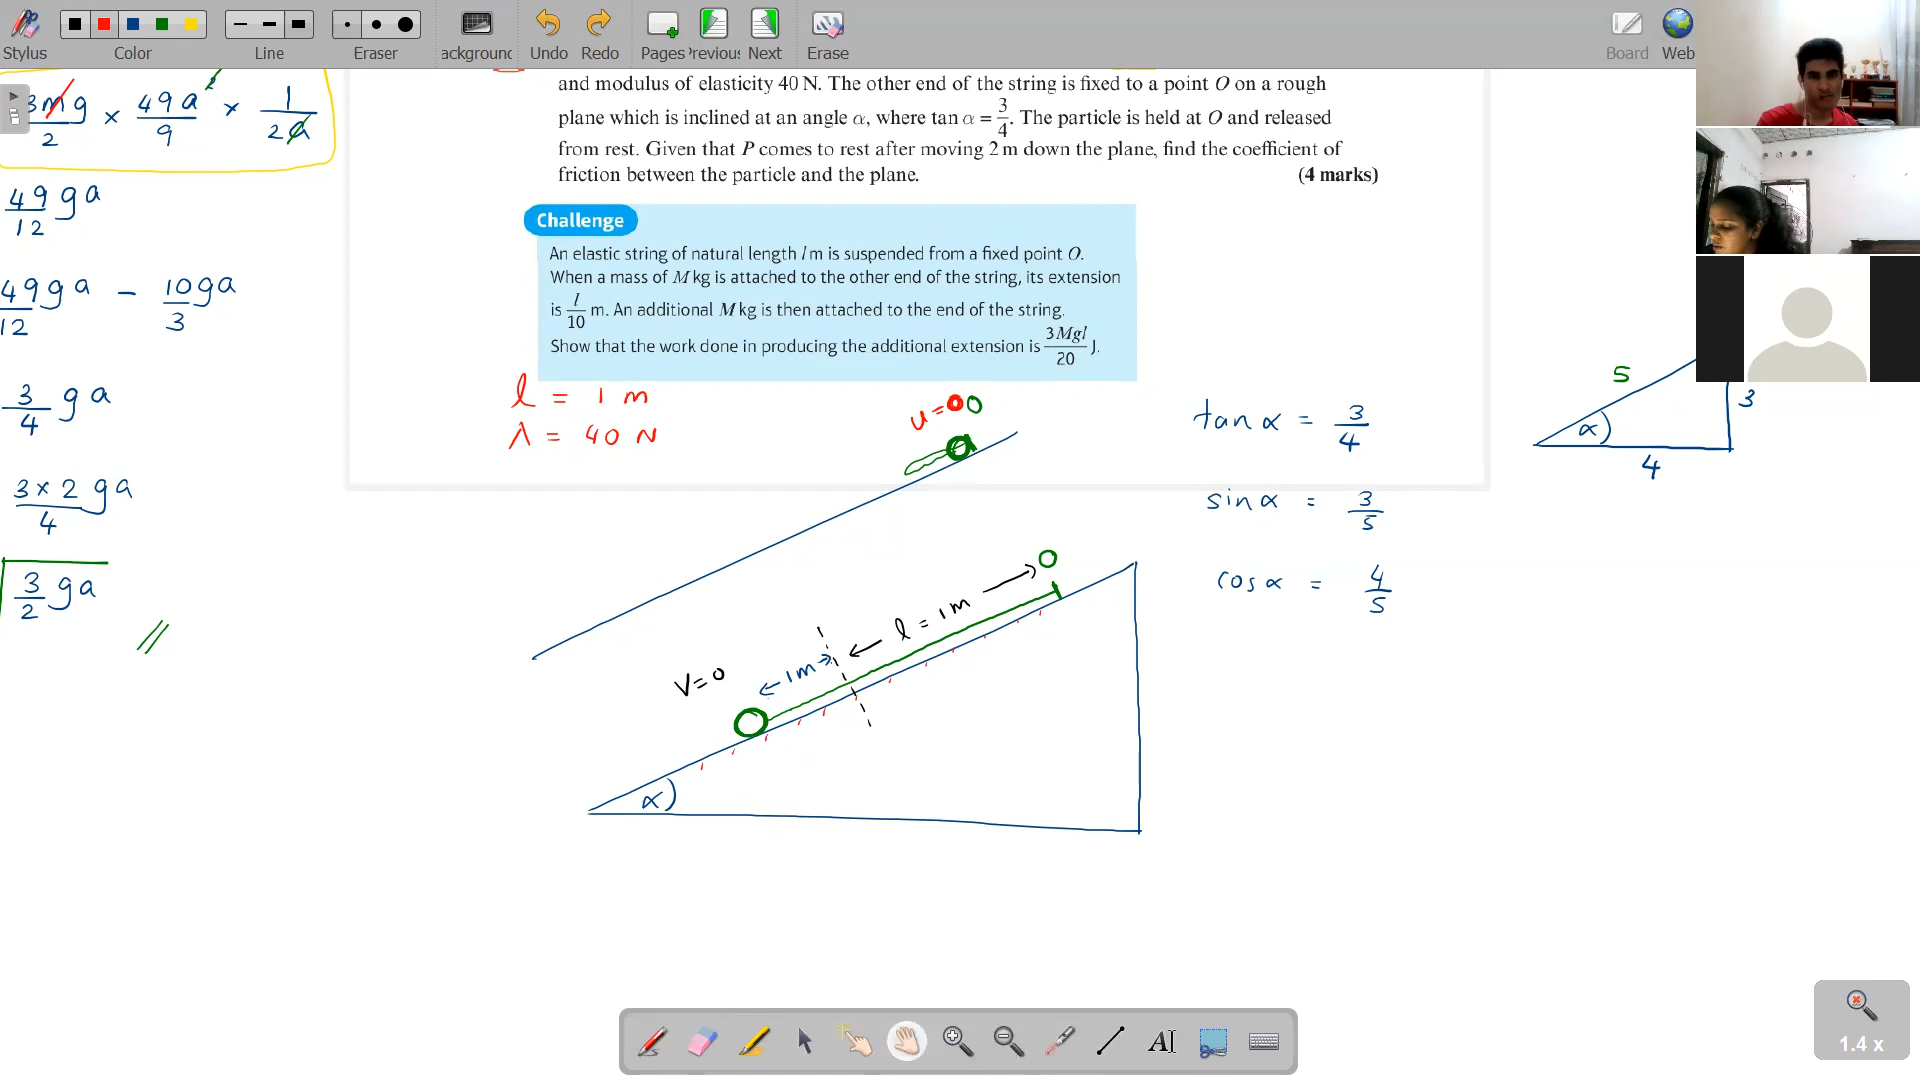 Stylus
Color
Line
Eraser
ackground
Undo
Redo
Pages
Previous
Next
Erase
Board
Web
and modulus of elasticity 40 N. The other end of the string is fixed to a point O on a rough
plane which is inclined at an angle α, where tan α = 3/4. The particle is held at O and released
from rest. Given that P comes to rest after moving 2 m down the plane, find the coefficient of
friction between the particle and the plane. (4 marks)
Challenge
An elastic string of natural length l m is suspended from a fixed point O.
When a mass of M kg is attached to the other end of the string, its extension
is l/10 m. An additional M kg is then attached to the end of the string.
Show that the work done in producing the additional extension is 3Mgl/20 J.
3mg/2 × 49a/9 × 1/2a
49/12 ga
49ga/12 - 10/3 ga
3/4 ga
3×2/4 ga
3/2 ga
l = 1 m
λ = 40 N
u=0 O
tan α = 3/4
sin α = 3/5
cos α = 4/5
5
3
α
4
O
l = 1m
1m
V=0
α
1.4 x